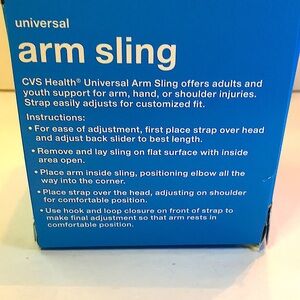 universal
arm sling
CVS Health® Universal Arm Sling offers adults and
youth support for arm, hand, or shoulder injuries.
Strap easily adjusts for customized fit.
Instructions:
• For ease of adjustment, first place strap over head
and adjust back slider to best length.
• Remove and lay sling on flat surface with inside
area open.
• Place arm inside sling, positioning elbow all the
way into the corner.
• Place strap over the head, adjusting on shoulder
for comfortable position.
• Use hook and loop closure on front of strap to
make final adjustment so that arm rests in
comfortable position.